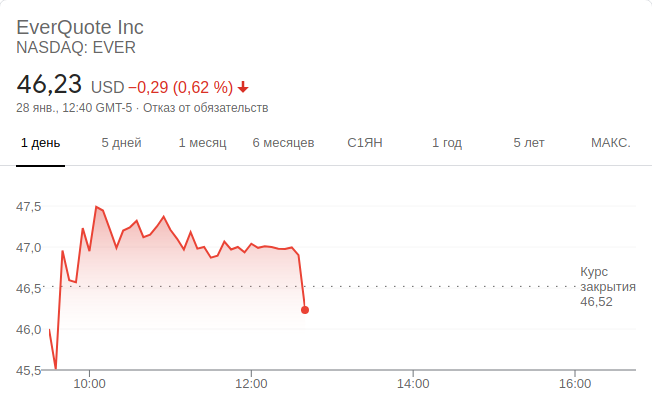 EverQuote Inc
NASDAQ: EVER
46,23 USD −0,29 (0,62 %)
28 янв., 12:40 GMT-5 · Отказ от обязательств
1 день 5 дней 1 месяц 6 месяцев С1ЯН 1 год 5 лет МАКС.
47,5
47,0
46,5
46,0
45,5
Курс
закрытия
46,52
10:00 12:00 14:00 16:00